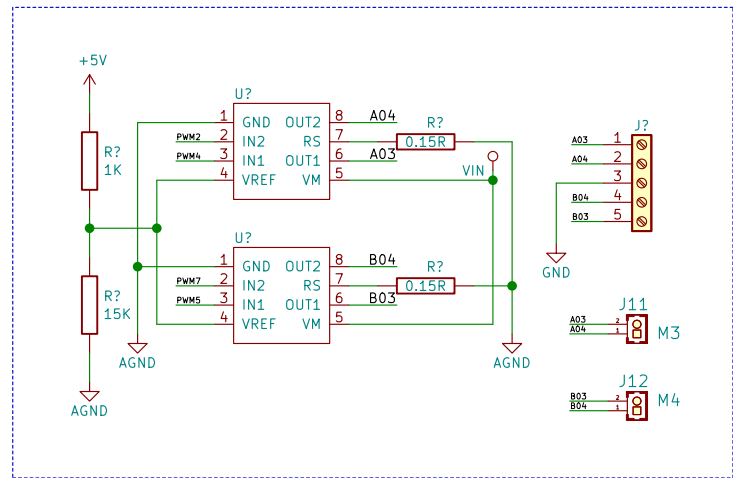 +5V
R?
1K
R?
15K
AGND
U?
1 GND OUT2 8 A04
PWM2 2 IN2 RS 7
PWM4 3 IN1 OUT1 6 A03
4 VREF VM 5
R?
0.15R
VIN
U?
1 GND OUT2 8 B04
PWM7 2 IN2 RS 7
PWM5 3 IN1 OUT1 6 B03
4 VREF VM 5
R?
0.15R
AGND
AGND
J?
A03 1
A04 2
3
B04 4
B03 5
GND
J11
A03 2
A04 1
M3
J12
B03 2
B04 1
M4